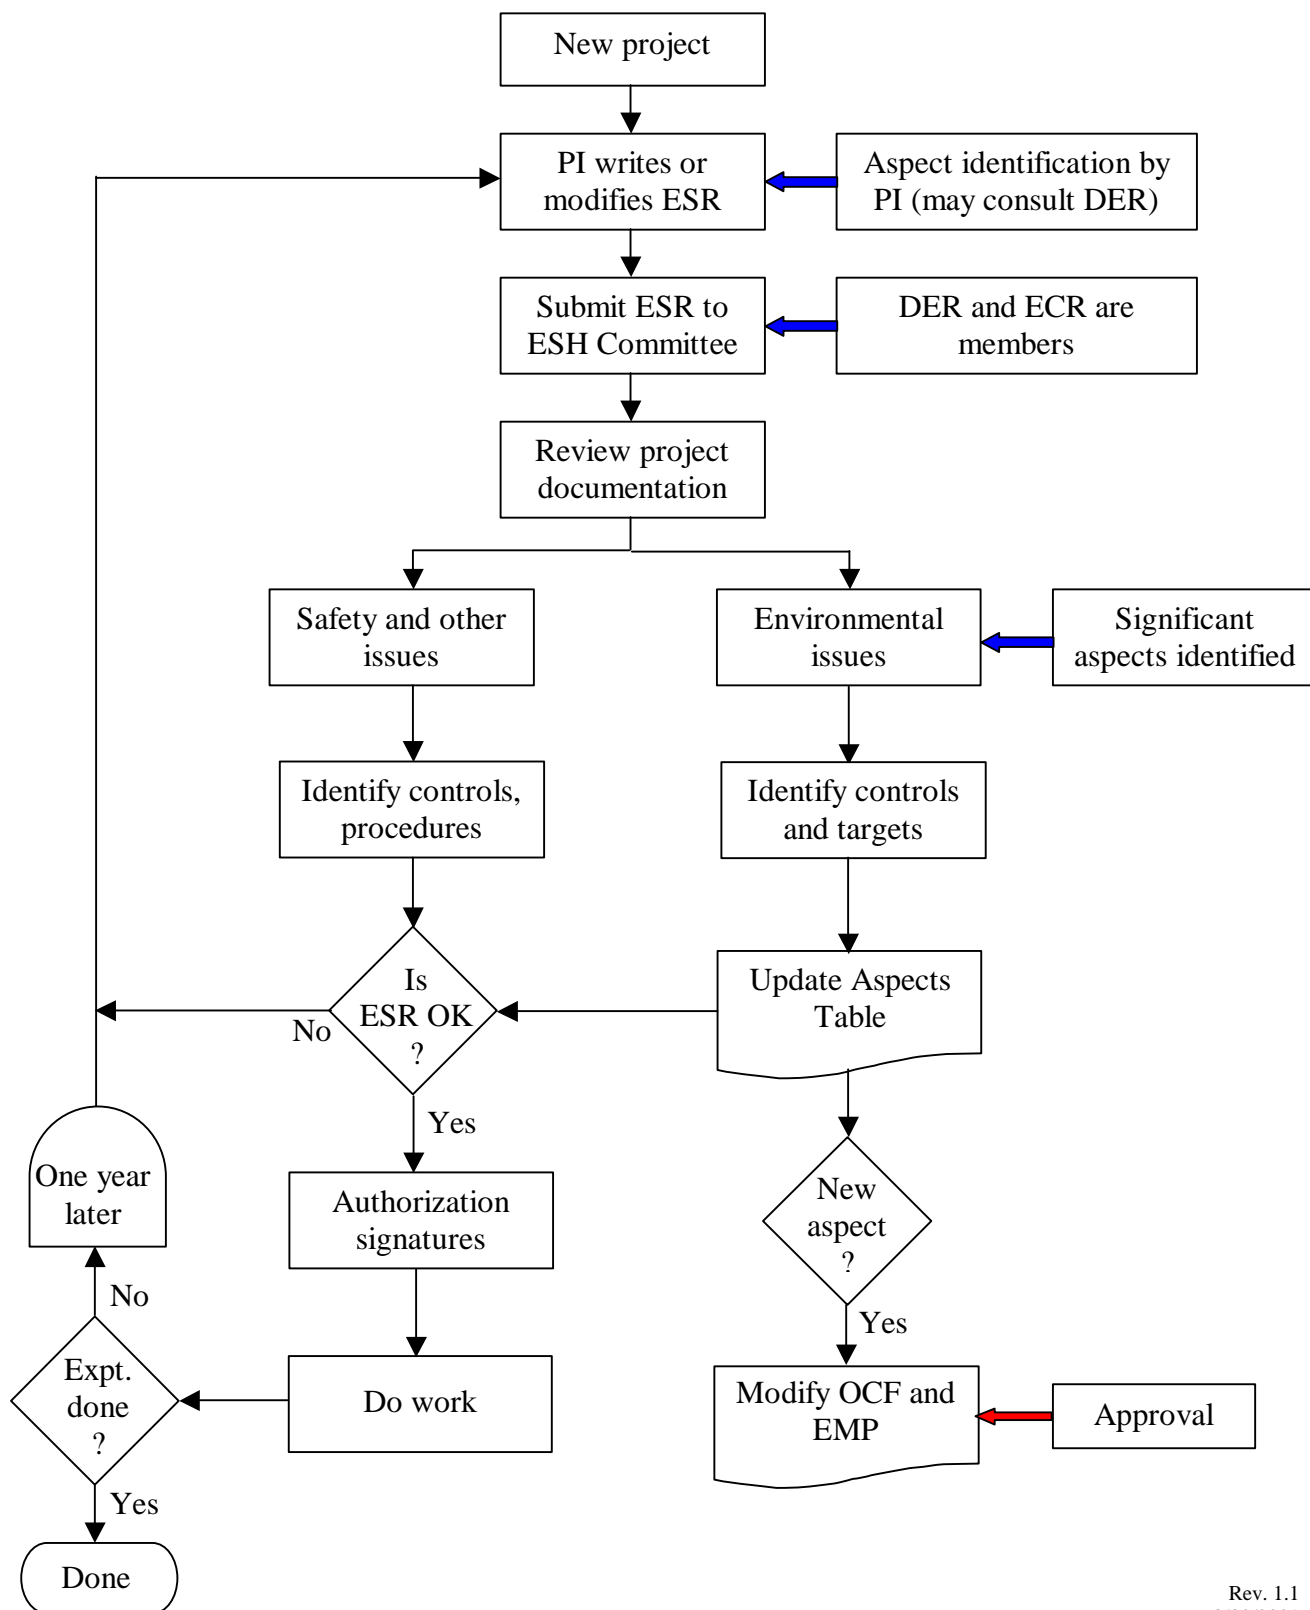 New project
PI writes or
modifies ESR
Aspect identification by
PI (may consult DER)
Submit ESR to
ESH Committee
DER and ECR are
members
Review project
documentation
Safety and other
issues
Environmental
issues
Significant
aspects identified
Identify controls,
procedures
Identify controls
and targets
Is
ESR OK
?
No
Update Aspects
Table
Yes
One year
later
Authorization
signatures
New
aspect
?
No
Yes
Expt.
done
?
Do work
Modify OCF and
EMP
Approval
Yes
Done
Rev. 1.1